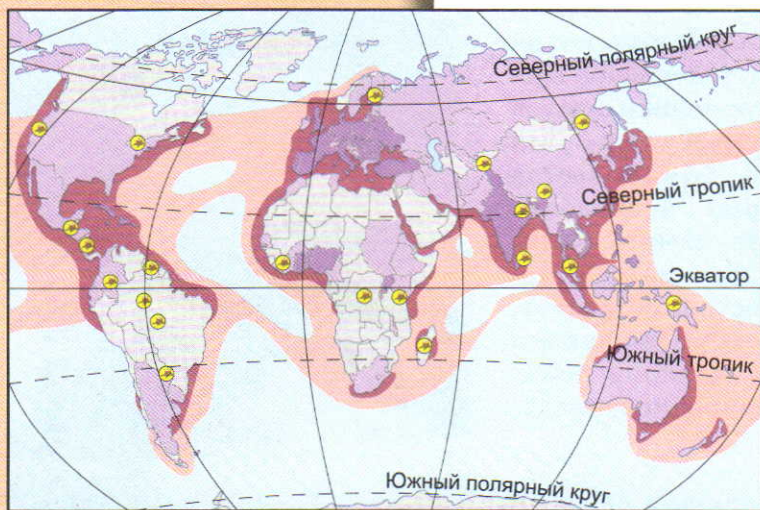 Северный полярный круг
Северный тропик
Экватор
Южный тропик
Южный полярный круг